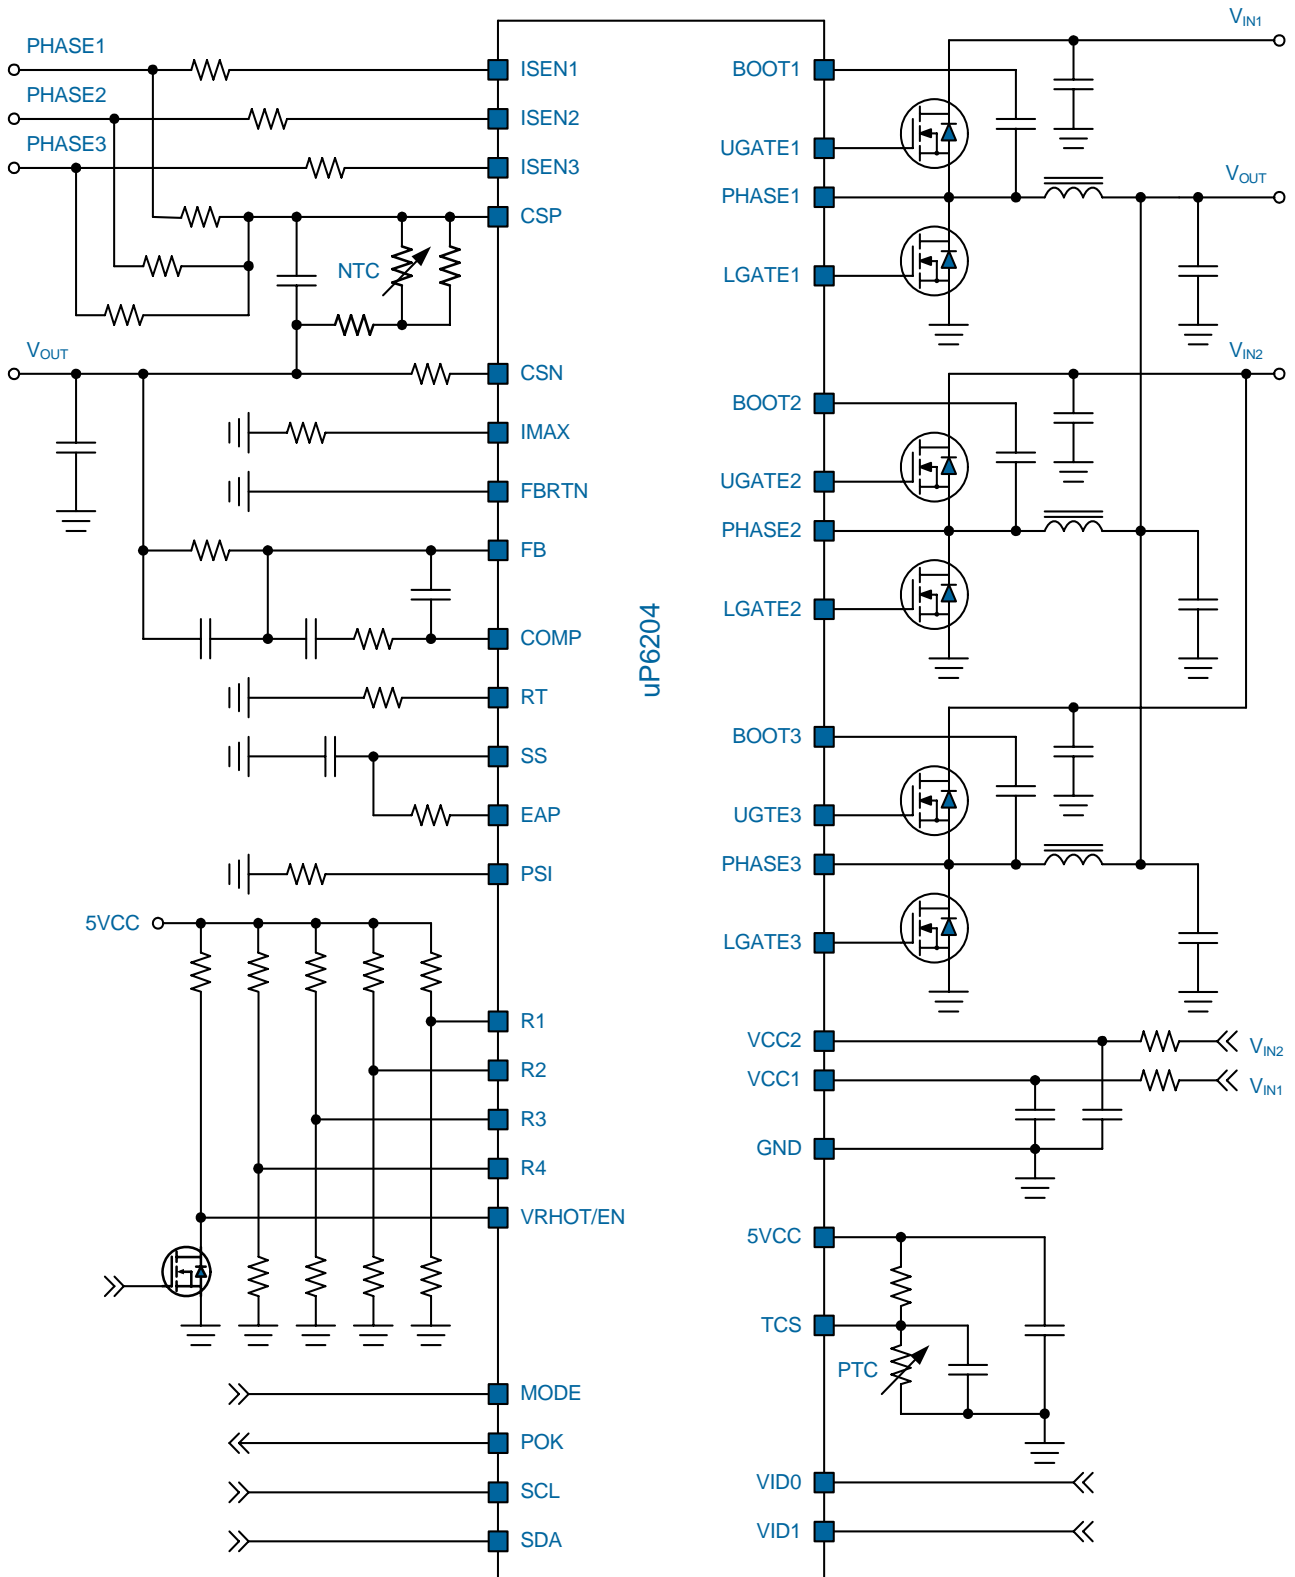 PHASE1
PHASE2
PHASE3
ISEN1
ISEN2
ISEN3
CSP
NTC
VOUT
CSN
IMAX
FBRTN
FB
COMP
RT
SS
EAP
PSI
5VCC
R1
R2
R3
R4
VRHOT/EN
MODE
POK
SCL
SDA
uP6204
VIN1
BOOT1
UGATE1
PHASE1
VOUT
LGATE1
VIN2
BOOT2
UGATE2
PHASE2
LGATE2
BOOT3
UGTE3
PHASE3
LGATE3
VCC2
VIN2
VCC1
VIN1
GND
5VCC
TCS
PTC
VID0
VID1